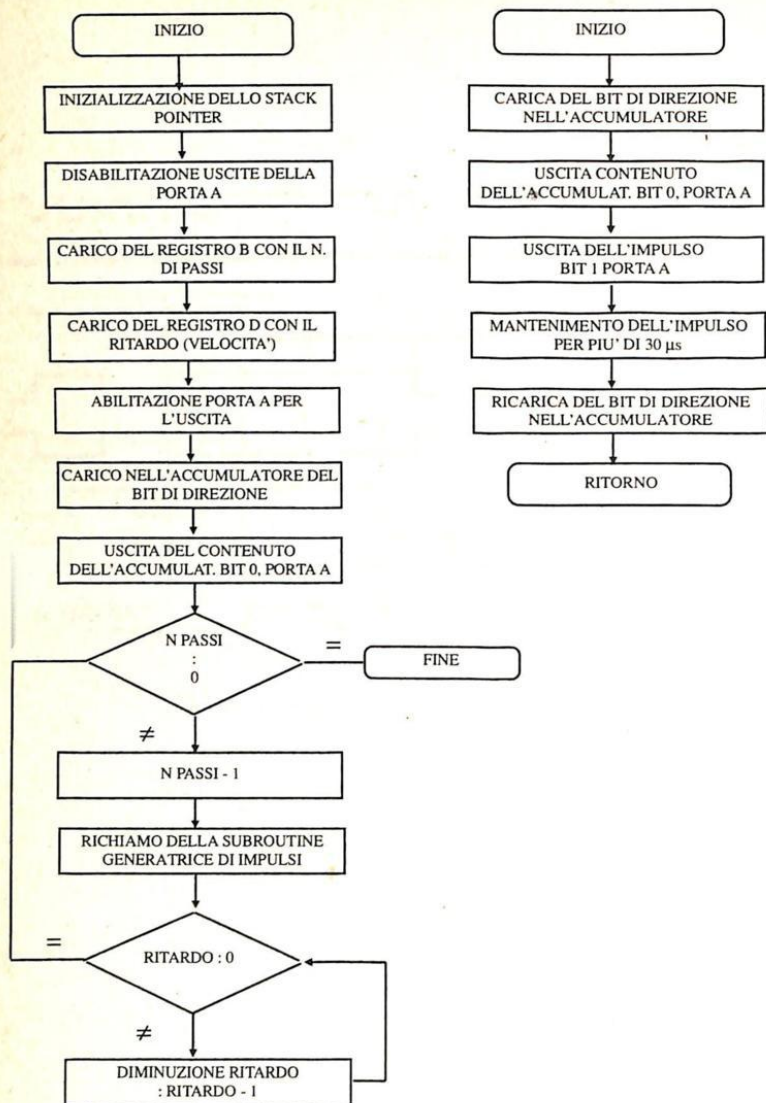 INIZIO
INIZIALIZZAZIONE DELLO STACK
POINTER
DISABILITAZIONE USCITE DELLA
PORTA A
CARICO DEL REGISTRO B CON IL N.
DI PASSI
CARICO DEL REGISTRO D CON IL
RITARDO (VELOCITA')
ABILITAZIONE PORTA A PER
L'USCITA
CARICO NELL'ACCUMULATORE DEL
BIT DI DIREZIONE
USCITA DEL CONTENUTO
DELL'ACCUMULAT. BIT 0, PORTA A
N PASSI
:
0
=
FINE
≠
N PASSI - 1
RICHIAMO DELLA SUBROUTINE
GENERATRICE DI IMPULSI
=
RITARDO : 0
≠
DIMINUZIONE RITARDO
: RITARDO - 1
INIZIO
CARICA DEL BIT DI DIREZIONE
NELL'ACCUMULATORE
USCITA CONTENUTO
DELL'ACCUMULAT. BIT 0, PORTA A
USCITA DELL'IMPULSO
BIT 1 PORTA A
MANTENIMENTO DELL'IMPULSO
PER PIU' DI 30 µs
RICARICA DEL BIT DI DIREZIONE
NELL'ACCUMULATORE
RITORNO